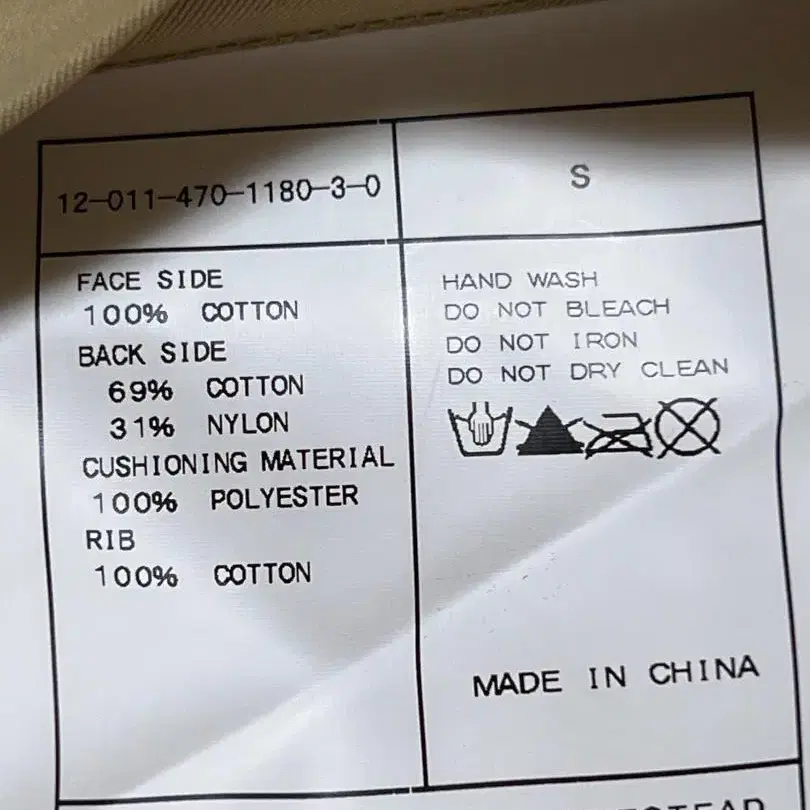 12-011-470-1180-3-0
S
FACE SIDE
100% COTTON
BACK SIDE
69% COTTON
31% NYLON
CUSHIONING MATERIAL
100% POLYESTER
RIB
100% COTTON
HAND WASH
DO NOT BLEACH
DO NOT IRON
DO NOT DRY CLEAN
MADE IN CHINA